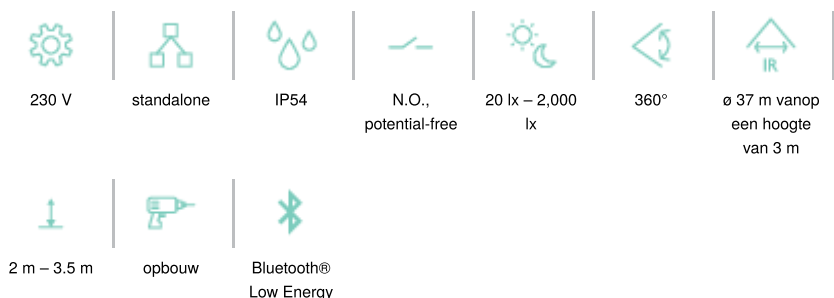 IR
230 V
standalone
IP54
N.O.,
potential-free
20 lx – 2,000
lx
360°
ø 37 m vanop
een hoogte
van 3 m
2 m – 3.5 m
opbouw
Bluetooth®
Low Energy